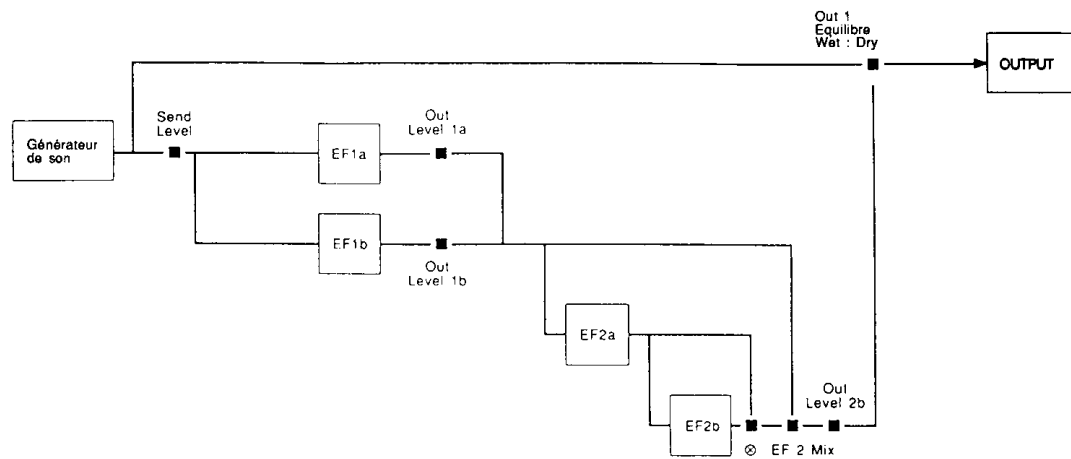 Out 1
Equilibre
Wet : Dry
OUTPUT
Send
Level
Out
Level 1a
Générateur
de son
EF1a
EF1b
Out
Level 1b
EF2a
Out
Level 2b
EF2b
⊗ EF 2 Mix